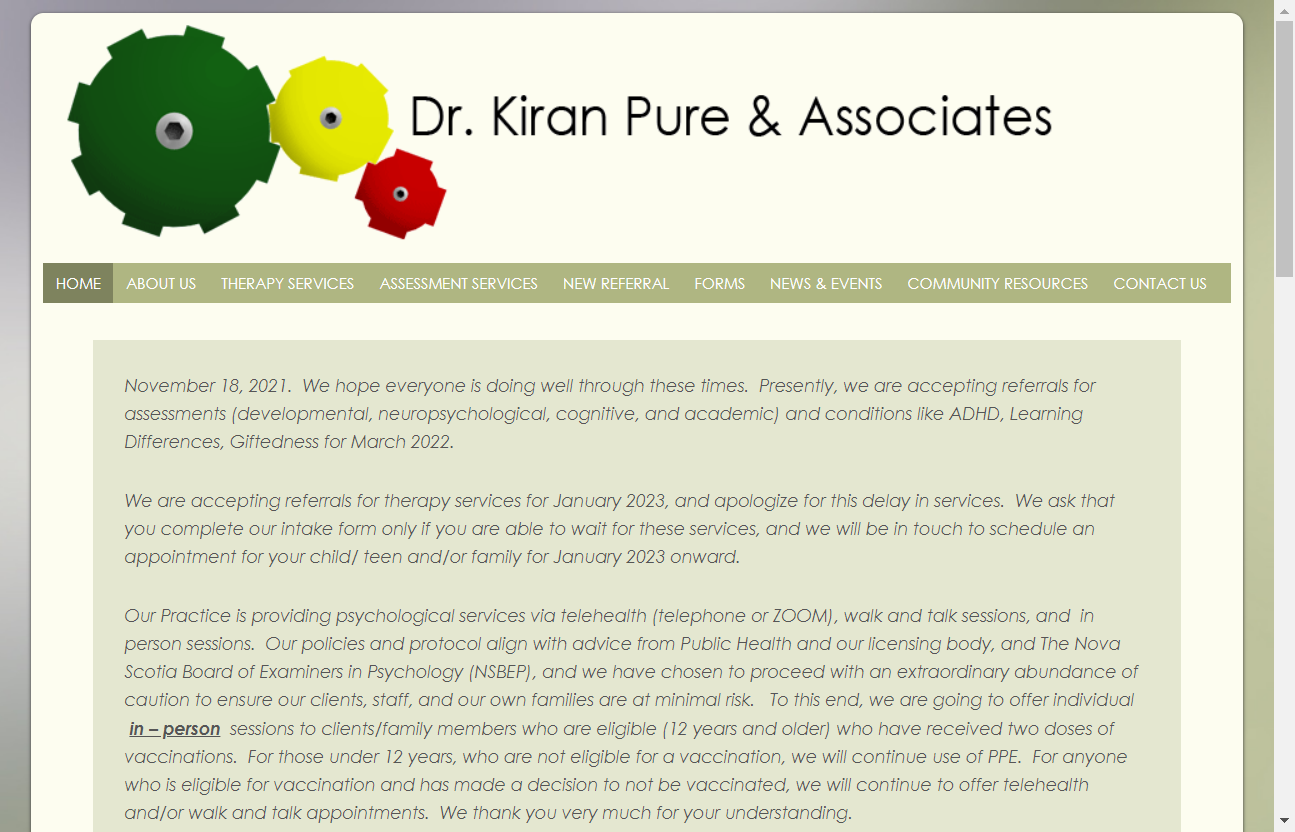 Dr. Kiran Pure & Associates
HOME ABOUT US THERAPY SERVICES ASSESSMENT SERVICES NEW REFERRAL FORMS NEWS & EVENTS COMMUNITY RESOURCES CONTACT US
November 18, 2021. We hope everyone is doing well through these times. Presently, we are accepting referrals for
assessments (developmental, neuropsychological, cognitive, and academic) and conditions like ADHD, Learning
Differences, Giftedness for March 2022.
We are accepting referrals for therapy services for January 2023, and apologize for this delay in services. We ask that
you complete our intake form only if you are able to wait for these services, and we will be in touch to schedule an
appointment for your child/ teen and/or family for January 2023 onward.
Our Practice is providing psychological services via telehealth (telephone or ZOOM), walk and talk sessions, and in
person sessions. Our policies and protocol align with advice from Public Health and our licensing body, and The Nova
Scotia Board of Examiners in Psychology (NSBEP), and we have chosen to proceed with an extraordinary abundance of
caution to ensure our clients, staff, and our own families are at minimal risk. To this end, we are going to offer individual
in – person sessions to clients/family members who are eligible (12 years and older) who have received two doses of
vaccinations. For those under 12 years, who are not eligible for a vaccination, we will continue use of PPE. For anyone
who is eligible for vaccination and has made a decision to not be vaccinated, we will continue to offer telehealth
and/or walk and talk appointments. We thank you very much for your understanding.